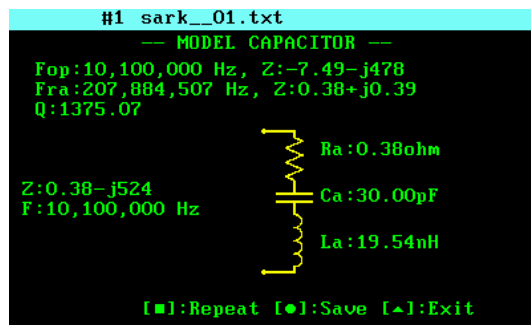 #1 sark__01.txt
–– MODEL CAPACITOR ––
Fop:10,100,000 Hz, Z:-7.49-j478
Fra:207,884,507 Hz, Z:0.38+j0.39
Q:1375.07
Ra:0.38ohm
Z:0.38-j524
Ca:30.00pF
F:10,100,000 Hz
La:19.54nH
[■]:Repeat [●]:Save [▲]:Exit